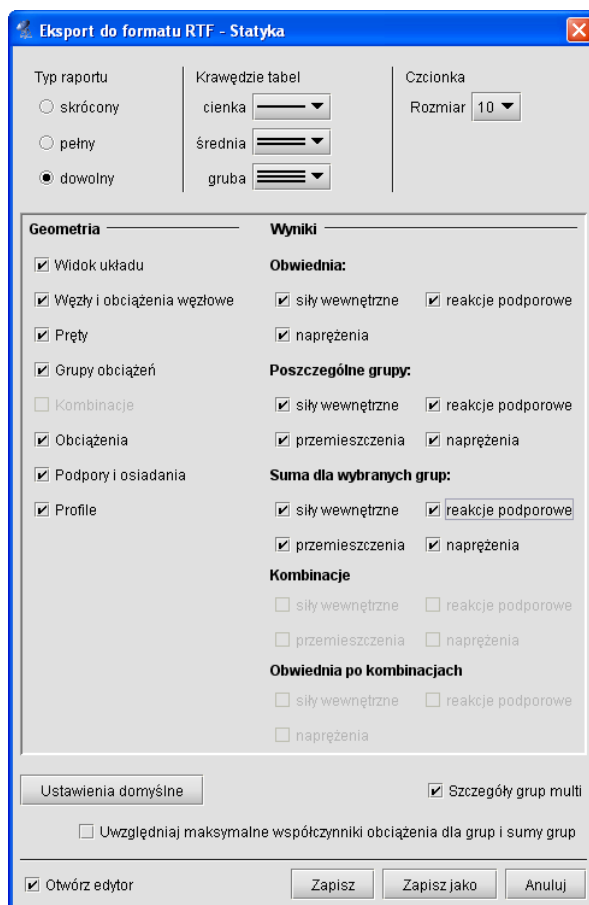 Eksport do formatu RTF - Statyka
Typ raportu Krawędzie tabel Czcionka
skrócony cienka Rozmiar 10
pełny średnia
dowolny gruba
Geometria Wyniki
Widok układu Obwiednia:
Węzły i obciążenia węzłowe siły wewnętrzne reakcje podporowe
Pręty naprężenia
Grupy obciążeń Poszczególne grupy:
Kombinacje siły wewnętrzne reakcje podporowe
Obciążenia przemieszczenia naprężenia
Podpory i osiadania Suma dla wybranych grup:
Profile siły wewnętrzne reakcje podporowe
przemieszczenia naprężenia
Kombinacje
siły wewnętrzne reakcje podporowe
przemieszczenia naprężenia
Obwiednia po kombinacjach
siły wewnętrzne reakcje podporowe
naprężenia
Ustawienia domyślne Szczegóły grup multi
Uwzględniaj maksymalne współczynniki obciążenia dla grup i sumy grup
Otwórz edytor Zapisz Zapisz jako Anuluj